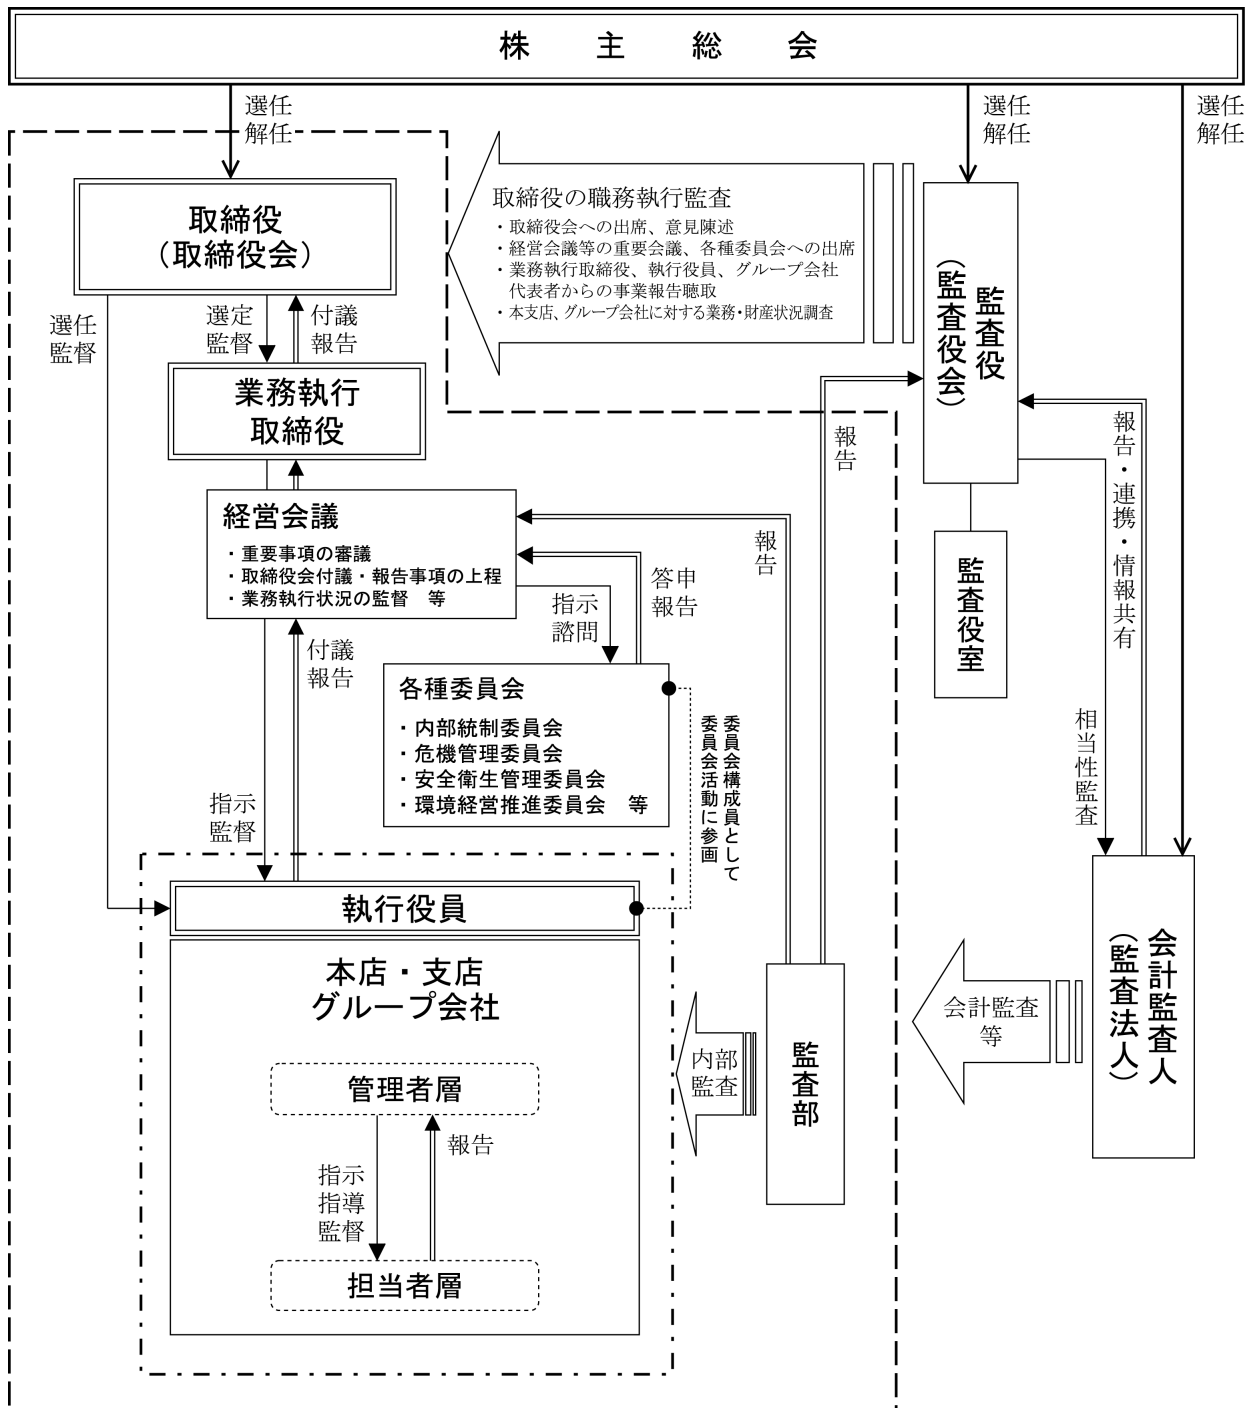 株主総会
選任
解任
選任
解任
選任
解任
取締役
（取締役会）
取締役の職務執行監査
・取締役会への出席、意見陳述
・経営会議等の重要会議、各種委員会への出席
・業務執行取締役、執行役員、グループ会社
代表者からの事業報告聴取
・本支店、グループ会社に対する業務・財産状況調査
監査役
（監査役会）
選任
監督
選定
監督
付議
報告
業務執行
取締役
報告
報告・連携・情報共有
経営会議
・重要事項の審議
・取締役会付議・報告事項の上程
・業務執行状況の監督　等
報告
答申
報告
指示
諮問
監査役室
付議
報告
各種委員会
・内部統制委員会
・危機管理委員会
・安全衛生管理委員会
・環境経営推進委員会　等
委員会構成員として
委員会活動に参画
相当性監査
指示
監督
執行役員
本店・支店
グループ会社
会計監査人
（監査法人）
会計監査
等
内部
監査
監査部
管理者層
報告
指示
指導
監督
担当者層